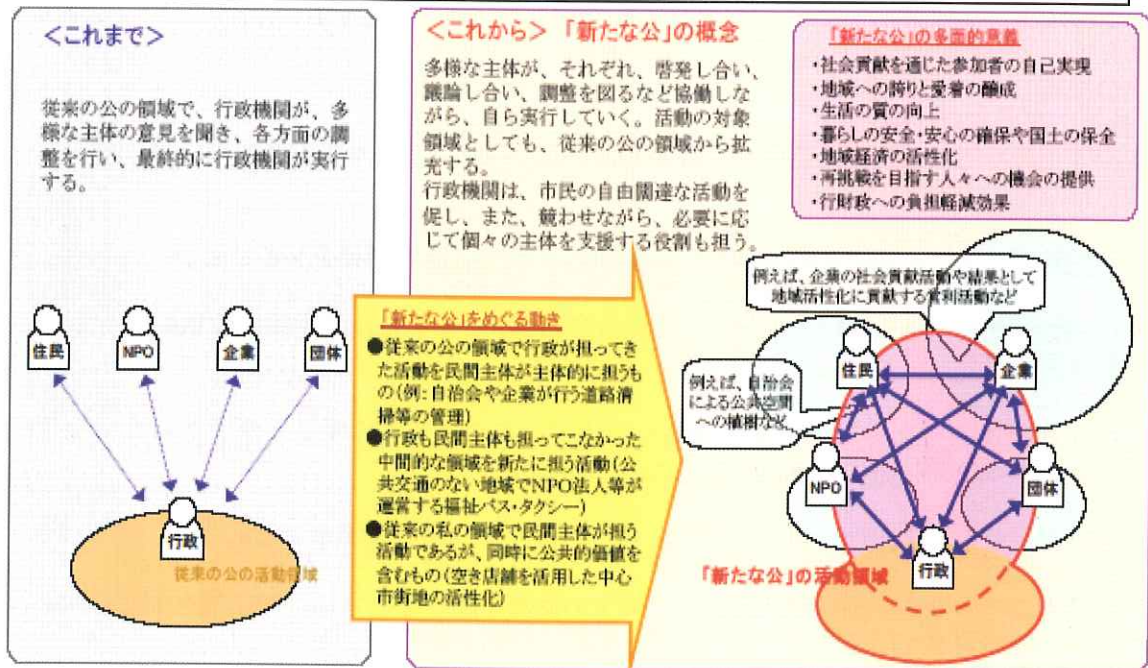 ＜これまで＞
従来の公の領域で、行政機関が、多
様な主体の意見を聞き、各方面の調
整を行い、最終的に行政機関が実行
する。
住民
NPO
企業
団体
行政
従来の公の活動領域
＜これから＞ 「新たな公」の概念
多様な主体が、それぞれ、啓発し合い、
議論し合い、調整を図るなど協働しな
がら、自ら実行していく。活動の対象
領域としても、従来の公の領域から拡
充する。
行政機関は、市民の自由闊達な活動を
促し、また、競わせながら、必要に応
じて個々の主体を支援する役割も担う。
「新たな公」の多面的意義
・社会貢献を通じた参加者の自己実現
・地域への誇りと愛着の醸成
・生活の質の向上
・暮らしの安全・安心の確保や国土の保全
・地域経済の活性化
・再挑戦を目指す人々への機会の提供
・行財政への負担軽減効果
「新たな公」をめぐる動き
●従来の公の領域で行政が担ってき
た活動を民間主体が主体的に担うも
の(例：自治会や企業が行う道路清
掃等の管理)
●行政も民間主体も担ってこなかった
中間的な領域を新たに担う活動(公
共交通のない地域でNPO法人等が
運営する福祉バス・タクシー)
●従来の私の領域で民間主体が担う
活動であるが、同時に公共的価値を
含むもの(空き店舗を活用した中心
市街地の活性化)
例えば、企業の社会貢献活動や結果として
地域活性化に貢献する営利活動など
例えば、自治会
による公共空間
への植樹など
住民
企業
NPO
団体
行政
「新たな公」の活動領域